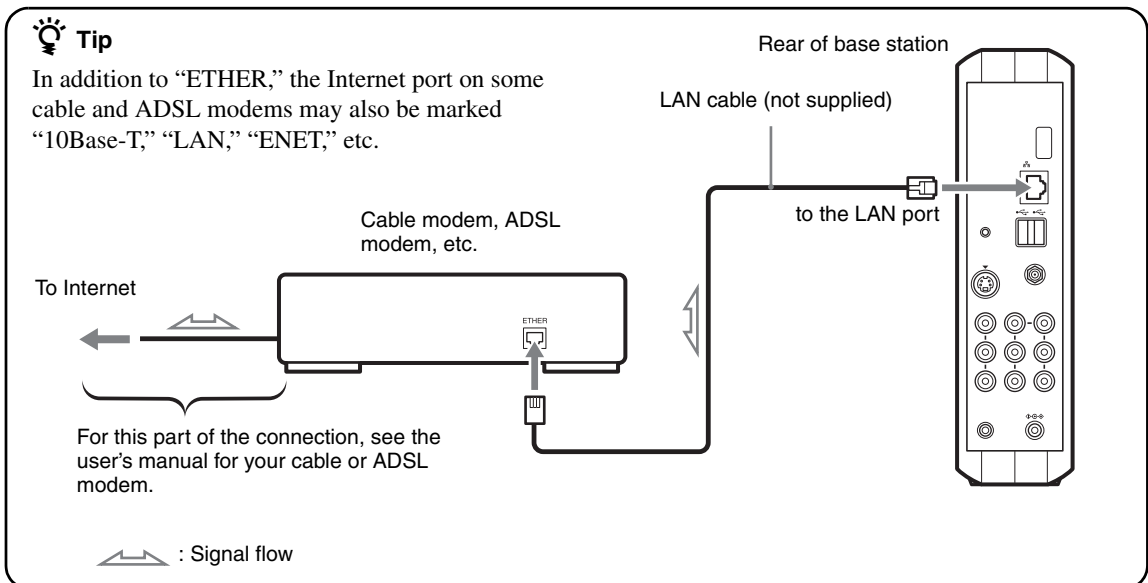 Tip
In addition to “ETHER,” the Internet port on some
cable and ADSL modems may also be marked
“10Base-T,” “LAN,” “ENET,” etc.
Rear of base station
LAN cable (not supplied)
to the LAN port
Cable modem, ADSL
modem, etc.
To Internet
ETHER
For this part of the connection, see the
user’s manual for your cable or ADSL
modem.
: Signal flow